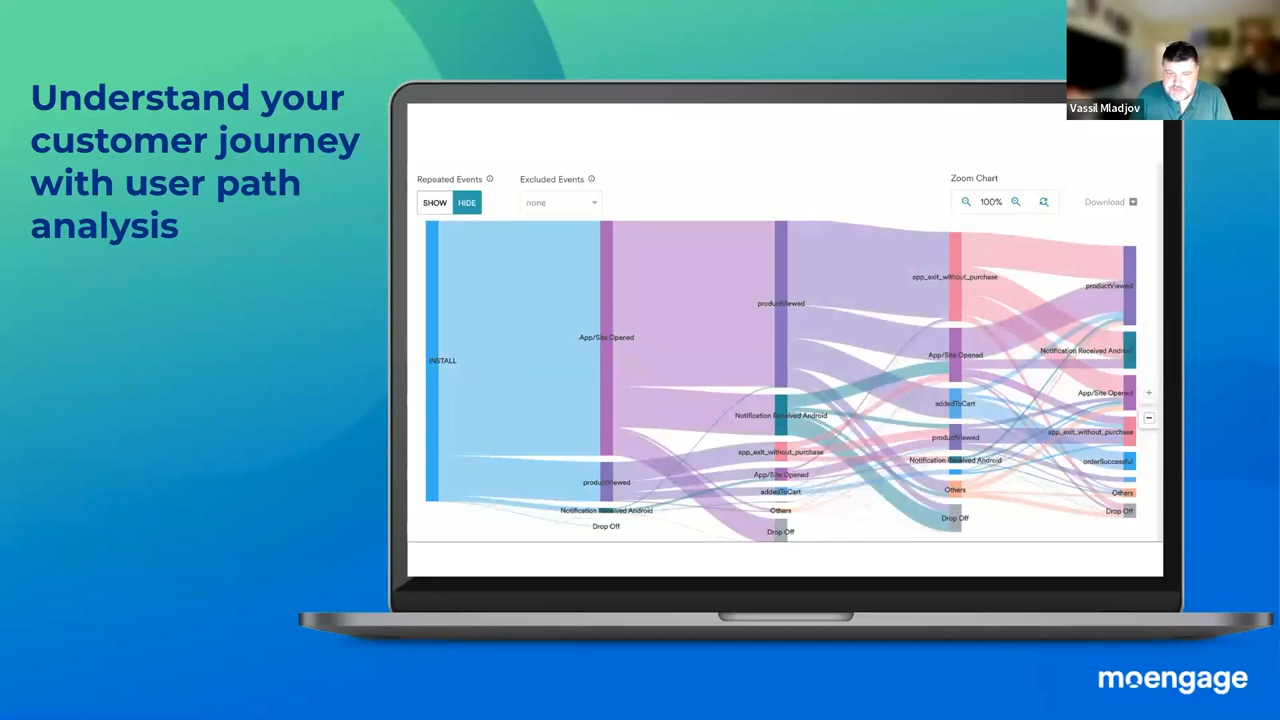 Understand your
customer journey
with user path
analysis
Vassil Mladjov
Repeated Events
SHOW HIDE
Excluded Events
none
Zoom Chart
100%
Download
INSTALL
App/Site Opened
productViewed
Notification Received Android
Drop Off
productViewed
Notification Received Android
app_exit_without_purchase
App/Site Opened
addedToCart
Others
Drop Off
app_exit_without_purchase
App/Site Opened
addedToCart
productViewed
Notification Received Android
Others
Drop Off
productViewed
Notification Received Android
App/Site Opened
app_exit_without_purchase
orderSuccessful
Others
Drop Off
moengage